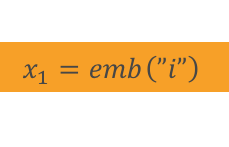 x₁ = emb("i")